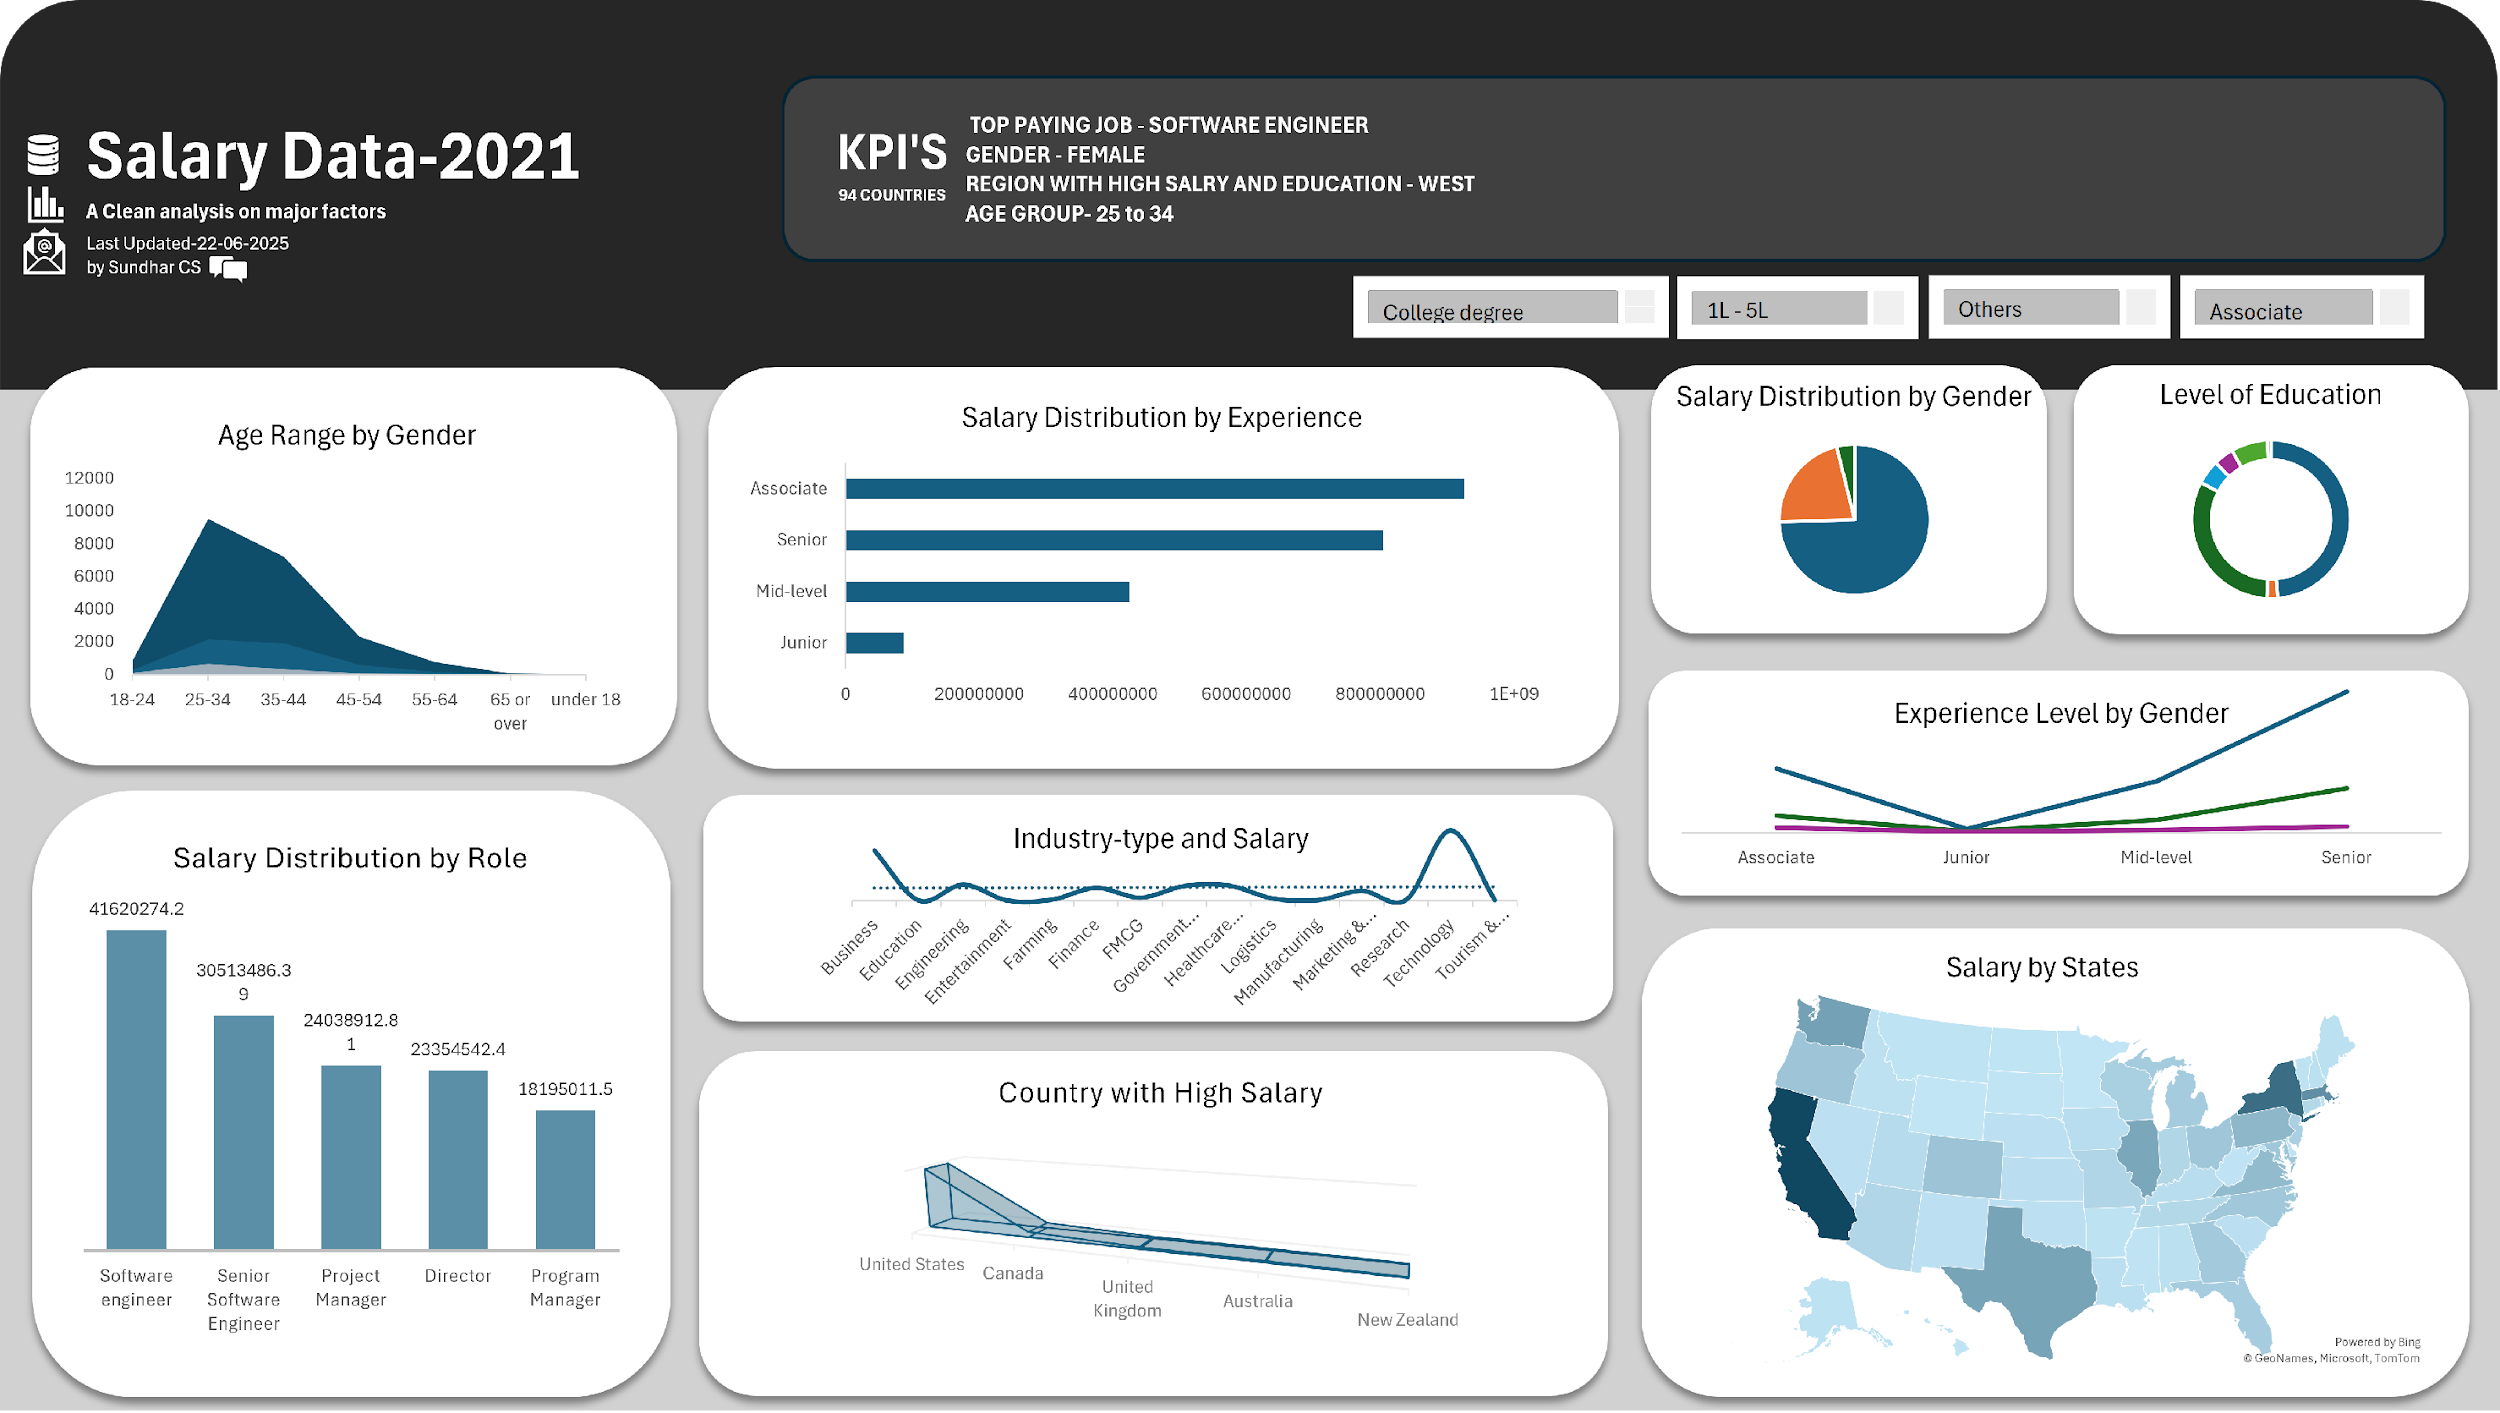 Salary Data-2021
A Clean analysis on major factors
Last Updated-22-06-2025
by Sundhar CS
KPI'S
94 COUNTRIES
TOP PAYING JOB - SOFTWARE ENGINEER
GENDER - FEMALE
REGION WITH HIGH SALRY AND EDUCATION - WEST
AGE GROUP- 25 to 34
College degree
1L - 5L
Others
Associate
Age Range by Gender
12000
10000
8000
6000
4000
2000
0
18-24 25-34 35-44 45-54 55-64 65 or under 18
over
Salary Distribution by Experience
Associate
Senior
Mid-level
Junior
0 200000000 400000000 600000000 800000000 1E+09
Salary Distribution by Gender
Level of Education
Experience Level by Gender
Associate Junior Mid-level Senior
Salary Distribution by Role
41620274.2
30513486.3
9
24038912.8
1
23354542.4
18195011.5
Software
engineer
Senior
Software
Engineer
Project
Manager
Director
Program
Manager
Industry-type and Salary
Business
Education
Engineering
Entertainment
Farming
Finance
FMCG
Government...
Healthcare...
Logistics
Manufacturing
Marketing &...
Research
Technology
Tourism &...
Country with High Salary
United States
Canada
United
Kingdom
Australia
New Zealand
Salary by States
Powered by Bing
© GeoNames, Microsoft, TomTom